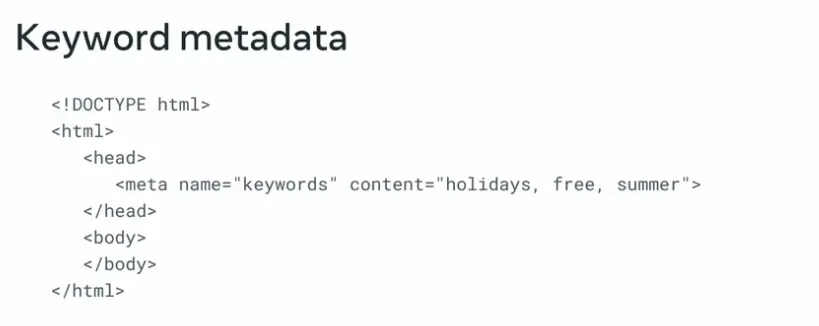 Keyword metadata
<!DOCTYPE html>
<html>
<head>
<meta name="keywords" content="holidays, free, summer">
</head>
<body>
</body>
</html>